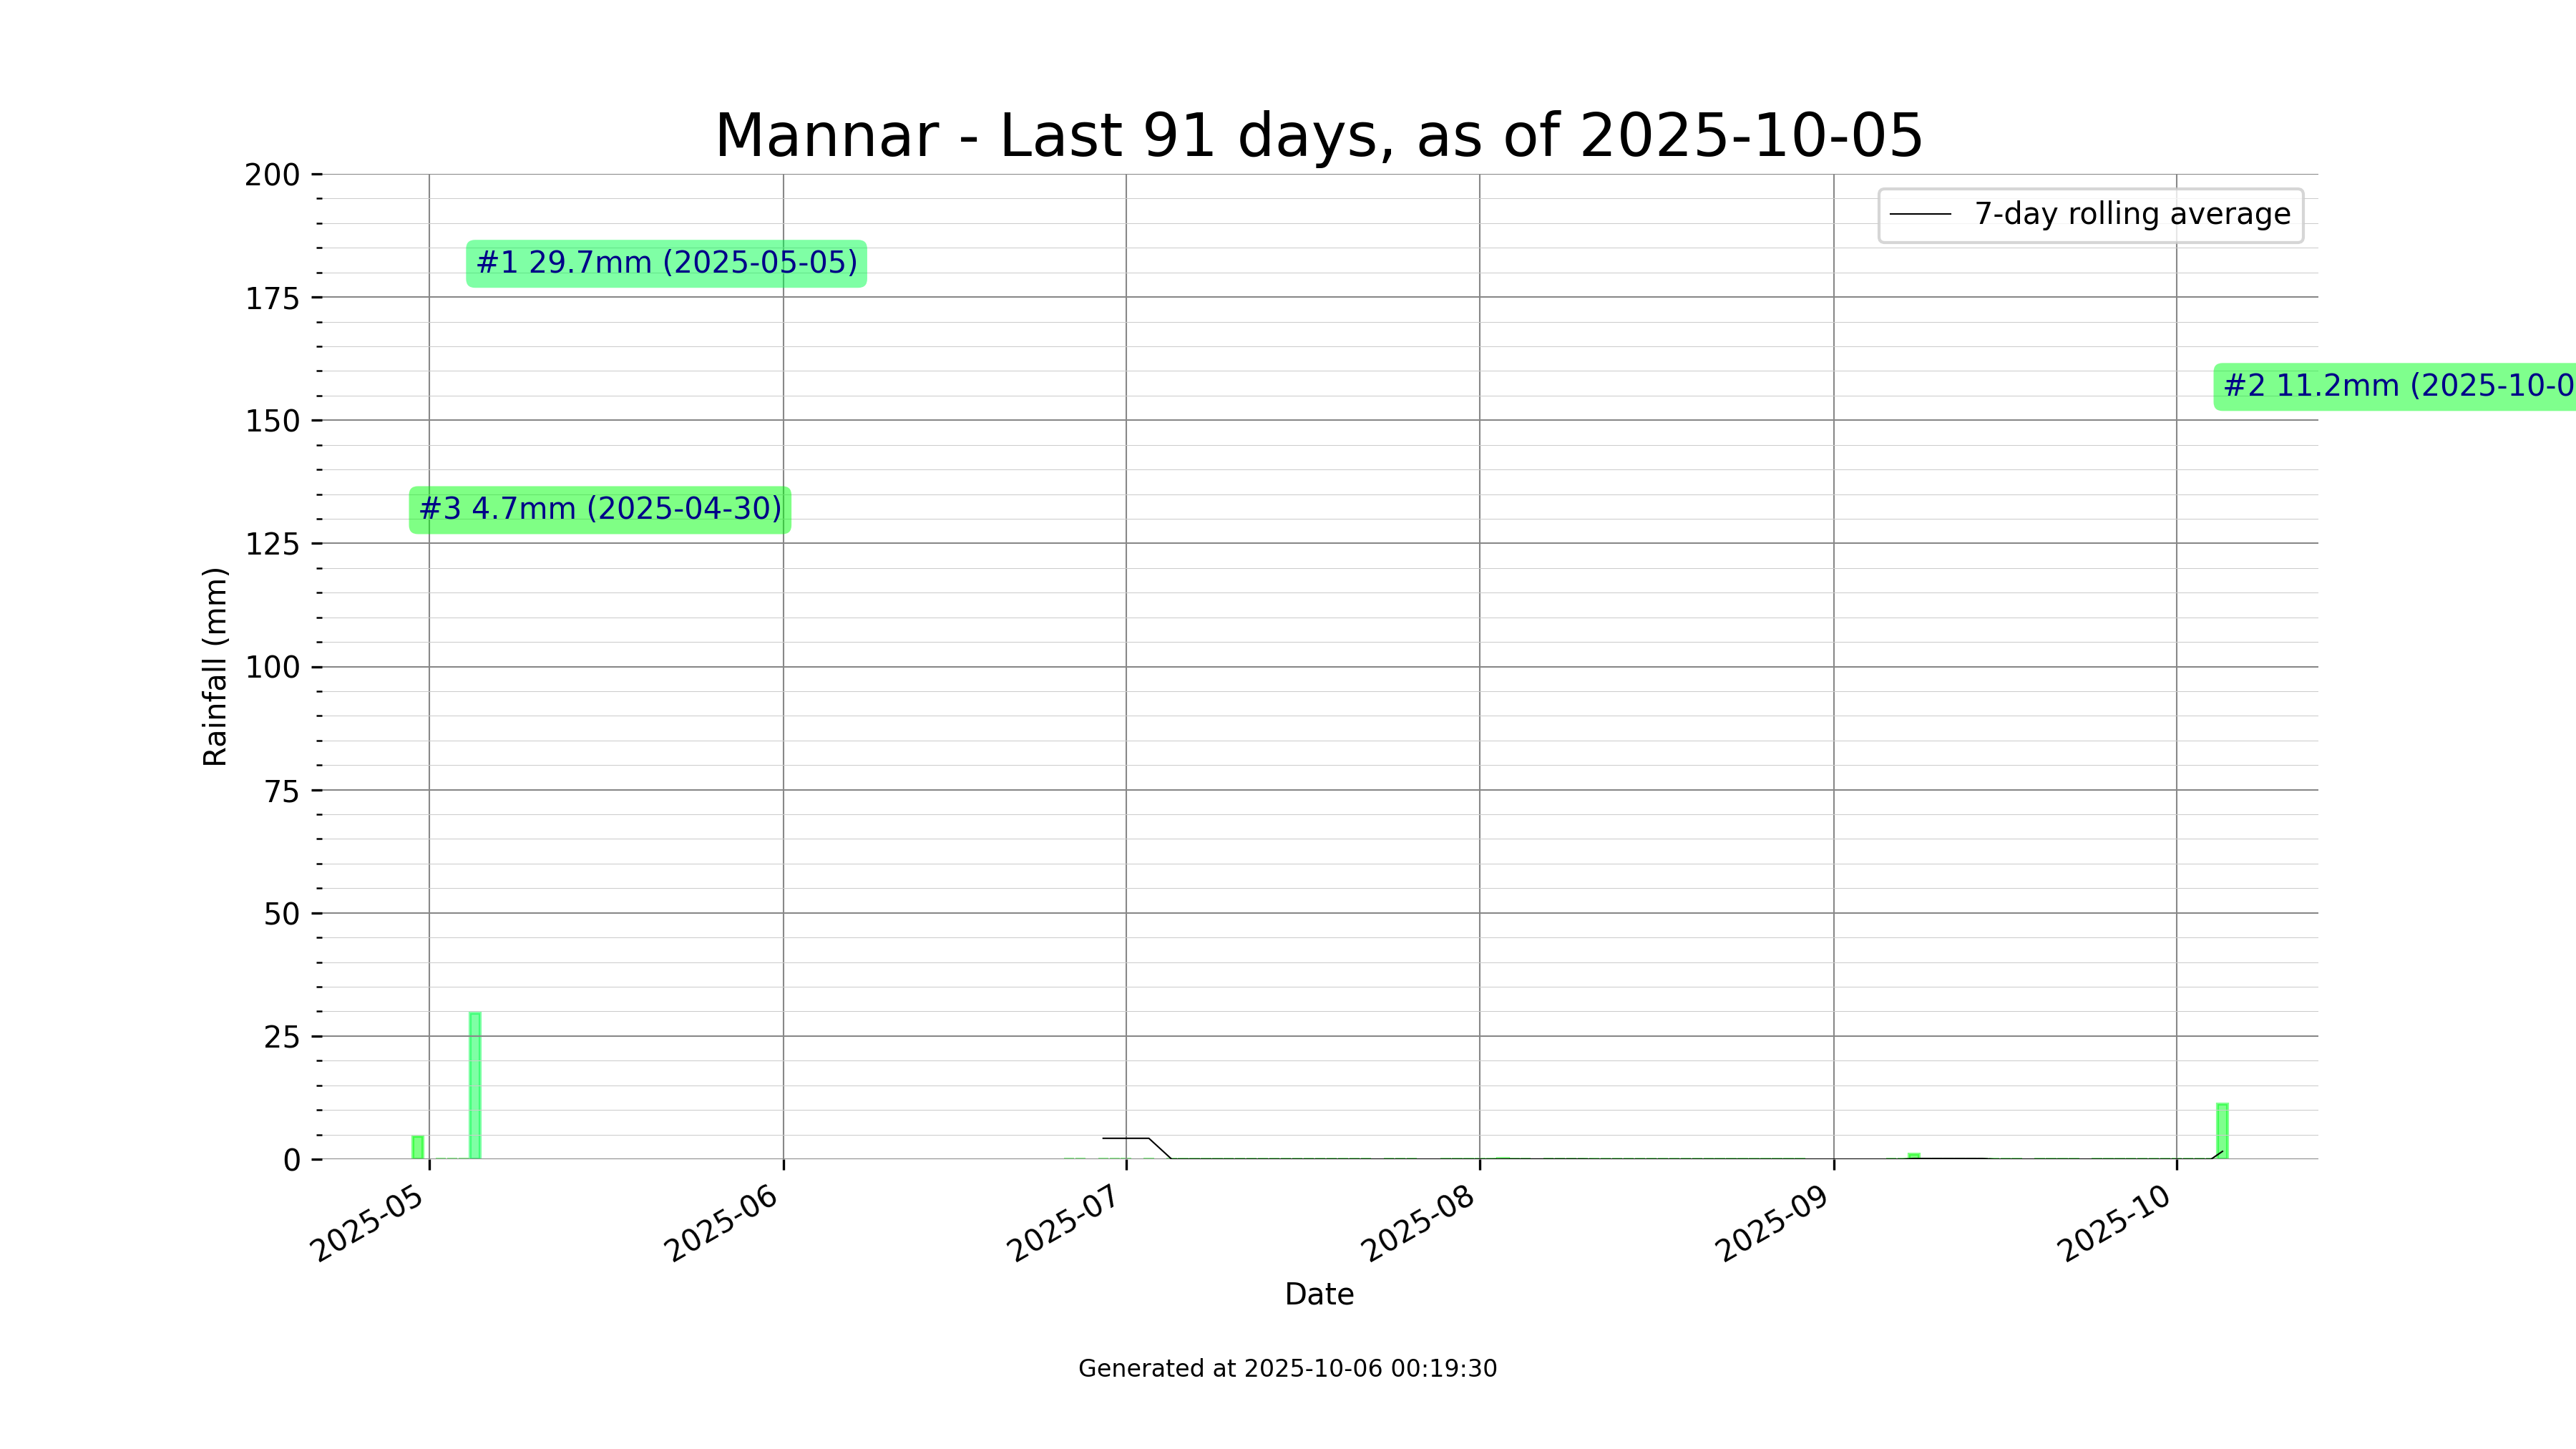 Mannar - Last 91 days, as of 2025-10-05
200
7-day rolling average
#1 29.7mm (2025-05-05)
175
#2 11.2mm (2025-10-0
150
#3 4.7mm (2025-04-30)
125
Rainfall (mm)
100
75
50
25
0
2025-05
2025-06
2025-07
2025-08
2025-09
2025-10
Date
Generated at 2025-10-06 00:19:30